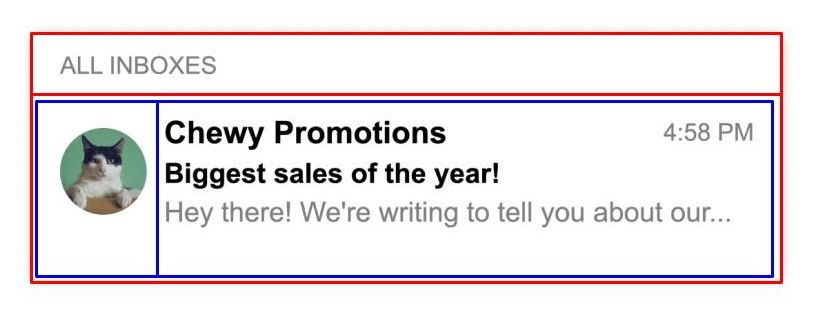 ALL INBOXES
Chewy Promotions 4:58 PM
Biggest sales of the year!
Hey there! We're writing to tell you about our...